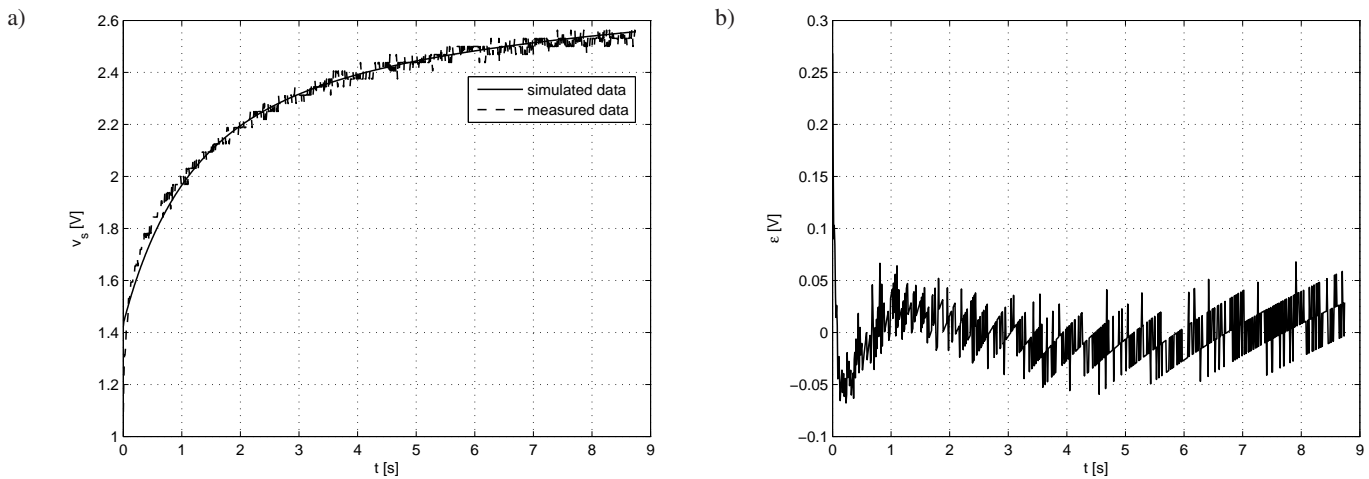 a)
2.6
2.4
2.2
2
1.8
1.6
1.4
1.2
1
v_s [V]
simulated data
measured data
0 1 2 3 4 5 6 7 8 9
t [s]
b)
0.3
0.25
0.2
0.15
0.1
0.05
0
−0.05
−0.1
ε [V]
0 1 2 3 4 5 6 7 8 9
t [s]